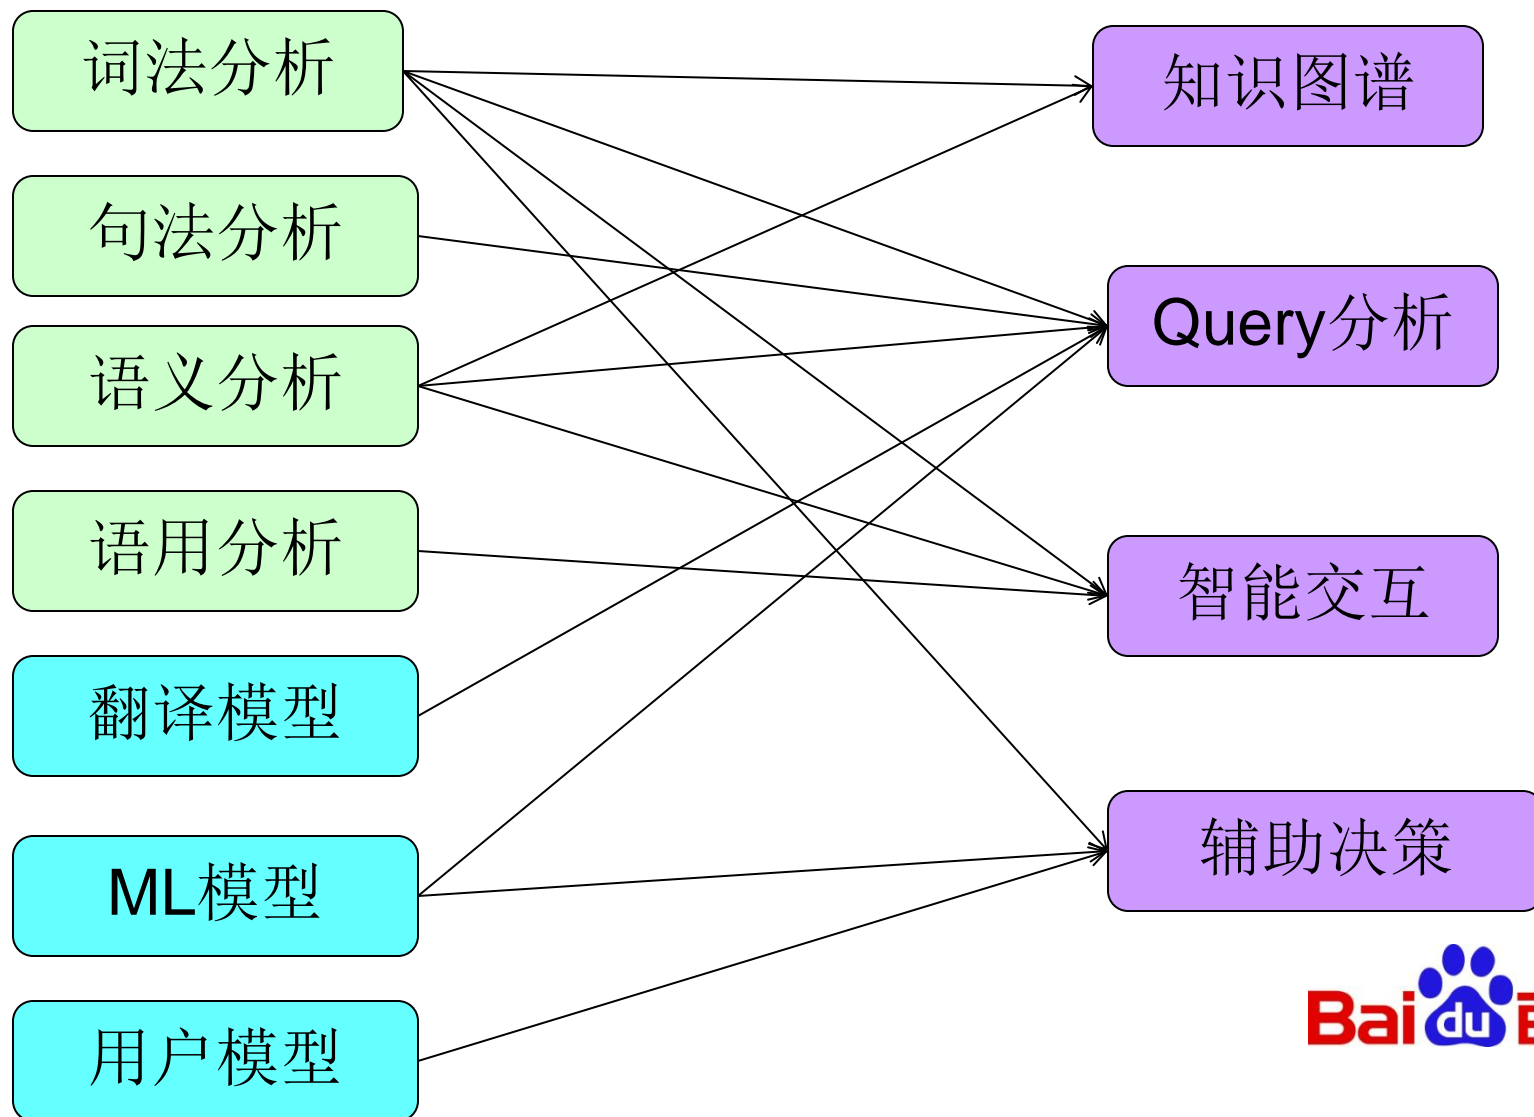 词法分析
知识图谱
句法分析
Query分析
语义分析
语用分析
智能交互
翻译模型
辅助决策
ML模型
用户模型
Baidu